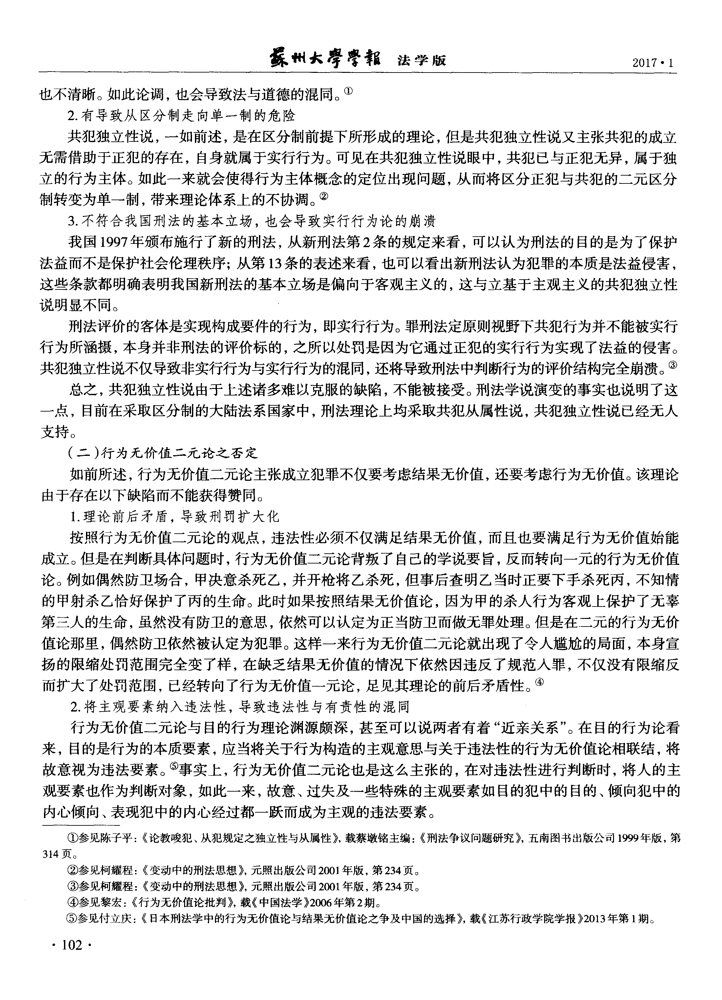 蘇州大學學報 法学版 2017·1
也不清晰。如此论调，也会导致法与道德的混同。①
2.有导致从区分制走向单一制的危险
共犯独立性说，一如前述，是在区分制前提下所形成的理论，但是共犯独立性说又主张共犯的成立
无需借助于正犯的存在，自身就属于实行行为。可见在共犯独立性说眼中，共犯已与正犯无异，属于独
立的行为主体。如此一来就会使得行为主体概念的定位出现问题，从而将区分正犯与共犯的二元区分
制转变为单一制，带来理论体系上的不协调。②
3.不符合我国刑法的基本立场，也会导致实行行为论的崩溃
我国1997年颁布施行了新的刑法，从新刑法第2条的规定来看，可以认为刑法的目的是为了保护
法益而不是保护社会伦理秩序；从第13条的表述来看，也可以看出新刑法认为犯罪的本质是法益侵害，
这些条款都明确表明我国新刑法的基本立场是偏向于客观主义的，这与立基于主观主义的共犯独立性
说明显不同。
刑法评价的客体是实现构成要件的行为，即实行行为。罪刑法定原则视野下共犯行为并不能被实行
行为所涵摄，本身并非刑法的评价标的，之所以处罚是因为它通过正犯的实行行为实现了法益的侵害。
共犯独立性说不仅导致非实行行为与实行行为的混同，还将导致刑法中判断行为的评价结构完全崩溃。③
总之，共犯独立性说由于上述诸多难以克服的缺陷，不能被接受。刑法学说演变的事实也说明了这
一点，目前在采取区分制的大陆法系国家中，刑法理论上均采取共犯从属性说，共犯独立性说已经无人
支持。
（二）行为无价值二元论之否定
如前所述，行为无价值二元论主张成立犯罪不仅要考虑结果无价值，还要考虑行为无价值。该理论
由于存在以下缺陷而不能获得赞同。
1.理论前后矛盾，导致刑罚扩大化
按照行为无价值二元论的观点，违法性必须不仅满足结果无价值，而且也要满足行为无价值始能
成立。但是在判断具体问题时，行为无价值二元论背叛了自己的学说要旨，反而转向一元的行为无价值
论。例如偶然防卫场合，甲决意杀死乙，并开枪将乙杀死，但事后查明乙当时正要下手杀死丙，不知情
的甲射杀乙恰好保护了丙的生命。此时如果按照结果无价值论，因为甲的杀人行为客观上保护了无辜
第三人的生命，虽然没有防卫的意思，依然可以认定为正当防卫而做无罪处理。但是在二元的行为无价
值论那里，偶然防卫依然被认定为犯罪。这样一来行为无价值二元论就出现了令人尴尬的局面，本身宣
扬的限缩处罚范围完全变了样，在缺乏结果无价值的情况下依然因违反了规范入罪，不仅没有限缩反
而扩大了处罚范围，已经转向了行为无价值一元论，足见其理论的前后矛盾性。④
2.将主观要素纳入违法性，导致违法性与有责性的混同
行为无价值二元论与目的行为理论渊源颇深，甚至可以说两者有着“近亲关系”。在目的行为论看
来，目的是行为的本质要素，应当将关于行为构造的主观意思与关于违法性的行为无价值论相联结，将
故意视为违法要素。⑤事实上，行为无价值二元论也是这么主张的，在对违法性进行判断时，将人的主
观要素也作为判断对象，如此一来，故意、过失及一些特殊的主观要素如目的犯中的目的、倾向犯中的
内心倾向、表现犯中的内心经过都一跃而成为主观的违法要素。
①参见陈子平：《论教唆犯、从犯规定之独立性与从属性》，载蔡墩铭主编：《刑法争议问题研究》，五南图书出版公司1999年版，第
314页。
②参见柯耀程：《变动中的刑法思想》，元照出版公司2001年版，第234页。
③参见柯耀程：《变动中的刑法思想》，元照出版公司2001年版，第234页。
④参见黎宏：《行为无价值论批判》，载《中国法学》2006年第2期。
⑤参见付立庆：《日本刑法学中的行为无价值论与结果无价值论之争及中国的选择》，载《江苏行政学院学报》2013年第1期。
·102·